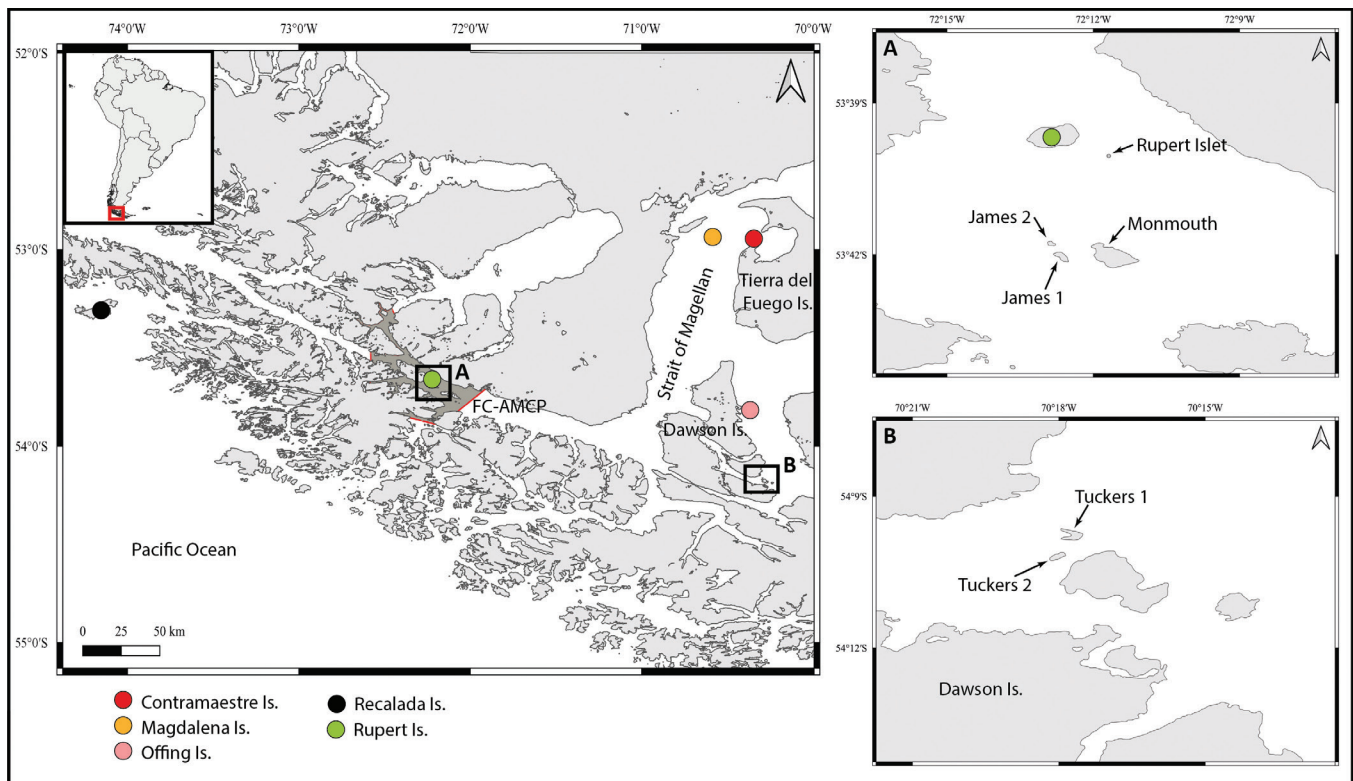 74°0'W
73°0'W
72°0'W
71°0'W
70°0'W
52°0'S
53°0'S
54°0'S
55°0'S
Tierra del
Fuego Is.
Strait of Magellan
A
FC-AMCP
Dawson Is.
B
Pacific Ocean
0 25 50 km
Contramaestre Is.
Magdalena Is.
Offing Is.
Recalada Is.
Rupert Is.
72°15'W
72°12'W
72°9'W
A
53°39'S
53°42'S
Rupert Islet
James 2
Monmouth
James 1
70°21'W
70°18'W
70°15'W
B
54°9'S
54°12'S
Tuckers 1
Tuckers 2
Dawson Is.